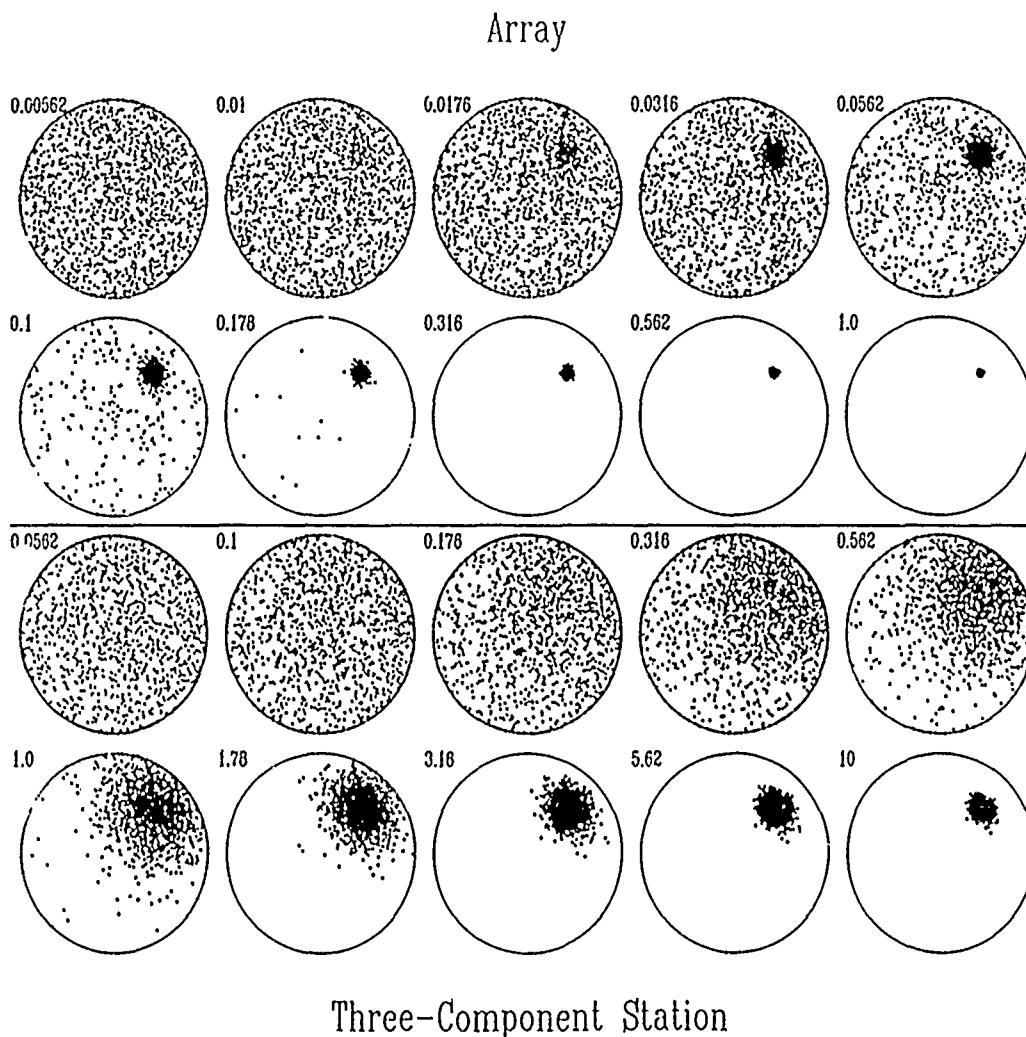 Array
0.00562 0.01 0.0176 0.0316 0.0562
0.1 0.178 0.316 0.562 1.0
0.0562 0.1 0.178 0.316 0.562
1.0 1.78 3.16 5.62 10
Three-Component Station